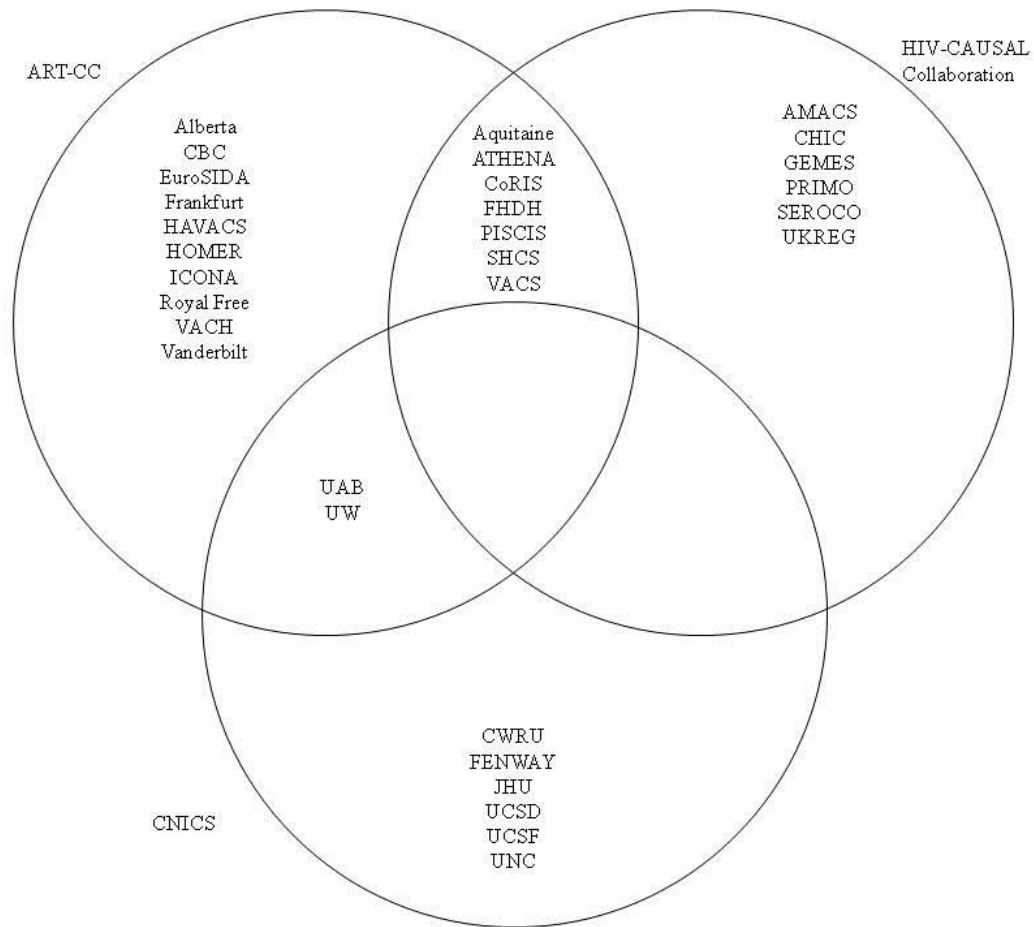 ART-CC
HIV-CAUSAL
Collaboration
Alberta
CBC
EuroSIDA
Frankfurt
HAVACS
HOMER
ICONA
Royal Free
VACH
Vanderbilt
Aquitaine
ATHENA
CoRIS
FHDH
PISCIS
SHCS
VACS
AMACS
CHIC
GEMES
PRIMO
SEROCO
UKREG
UAB
UW
CNICS
CWRU
FENWAY
JHU
UCSD
UCSF
UNC